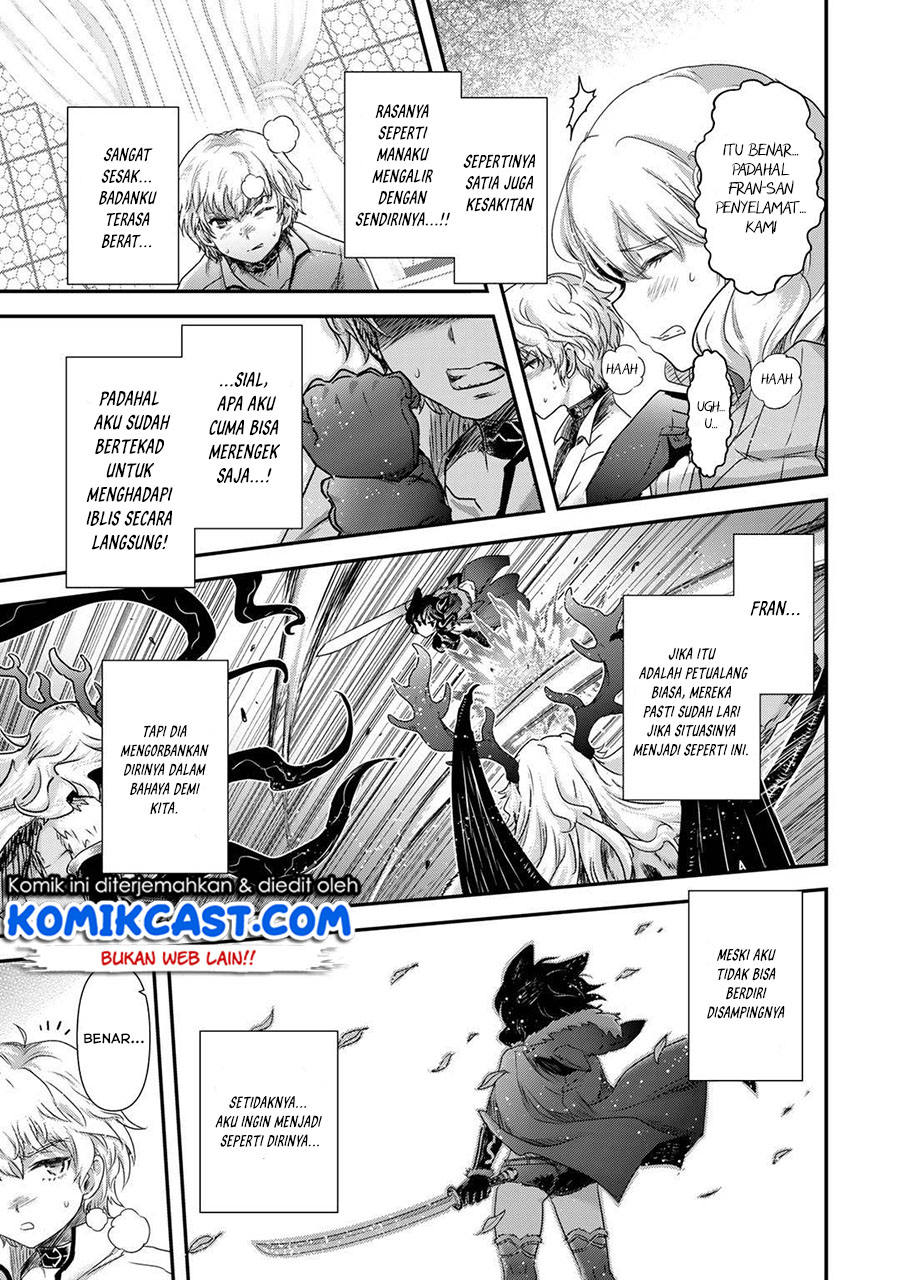 ITU BENAR...
PADAHAL
FRAN-SAN
PENYELAMAT...
KAMI
HAAH
HAAH
UGH...
U...
SEPERTINYA
SATIA JUGA
KESAKITAN
RASANYA
SEPERTI
MANAKU
MENGALIR
DENGAN
SENDIRINYA...!!
SANGAT
SESAK...
BADANKU
TERASA
BERAT...
...SIAL,
APA AKU
CUMA BISA
MERENGEK
SAJA...!
PADAHAL
AKU SUDAH
BERTEKAD
UNTUK
MENGHADAPI
IBLIS SECARA
LANGSUNG!
FRAN...
JIKA ITU
ADALAH PETUALANG
BIASA, MEREKA
PASTI SUDAH LARI
JIKA SITUASINYA
MENJADI SEPERTI INI.
TAPI DIA
MENGORBANKAN
DIRINYA DALAM
BAHAYA DEMI
KITA.
Komik ini diterjemahkan & diedit oleh
KOMIKCAST.COM
BUKAN WEB LAIN!!
MESKI AKU
TIDAK BISA
BERDIRI
DISAMPINGNYA
SETIDAKNYA...
AKU INGIN MENJADI
SEPERTI DIRINYA...
BENAR...